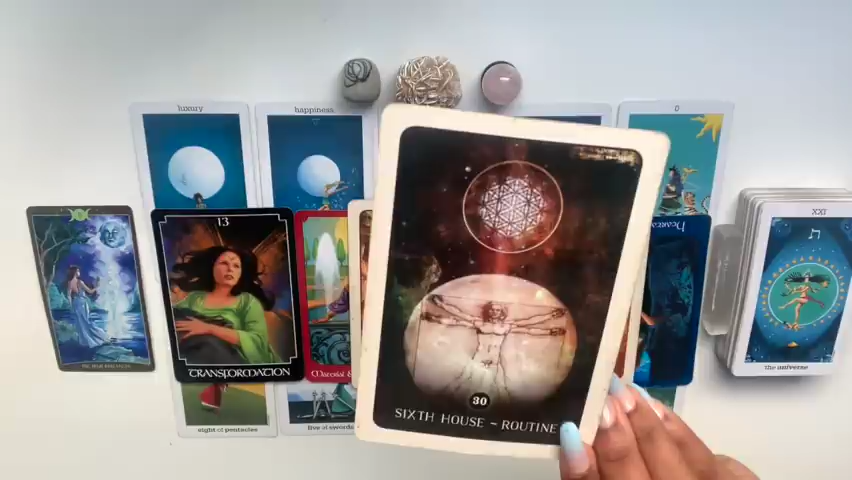 luxury
happiness
0
XXI
13
TRANSFORMATION
30
SIXTH HOUSE ~ ROUTINE
the universe
eight of pentacles
five of swords